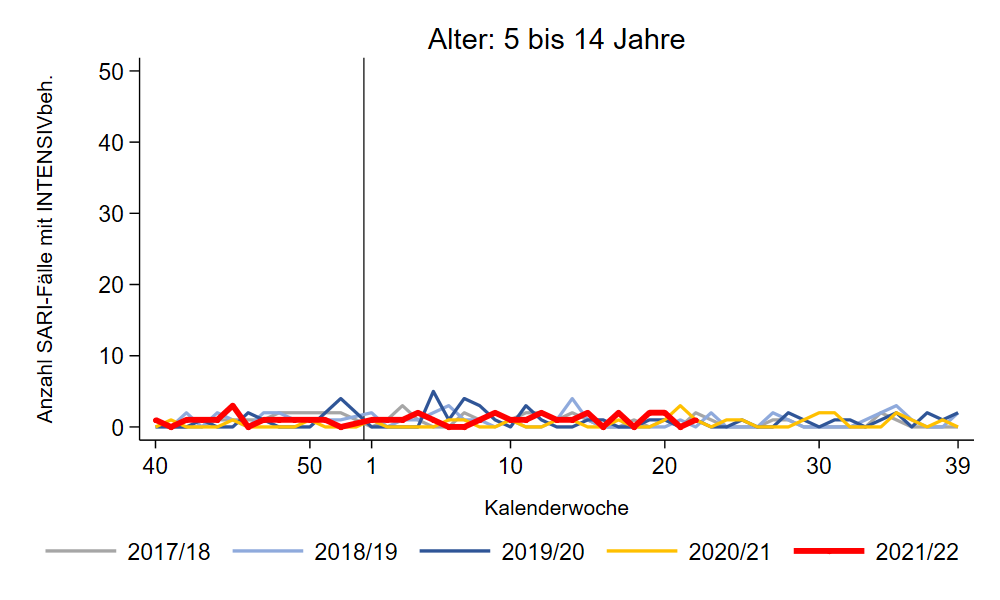 Alter: 5 bis 14 Jahre
Anzahl SARI-Fälle mit INTENSIVbeh.
50
40
30
20
10
0
40 50 1 10 20 30 39
Kalenderwoche
2017/18 2018/19 2019/20 2020/21 2021/22